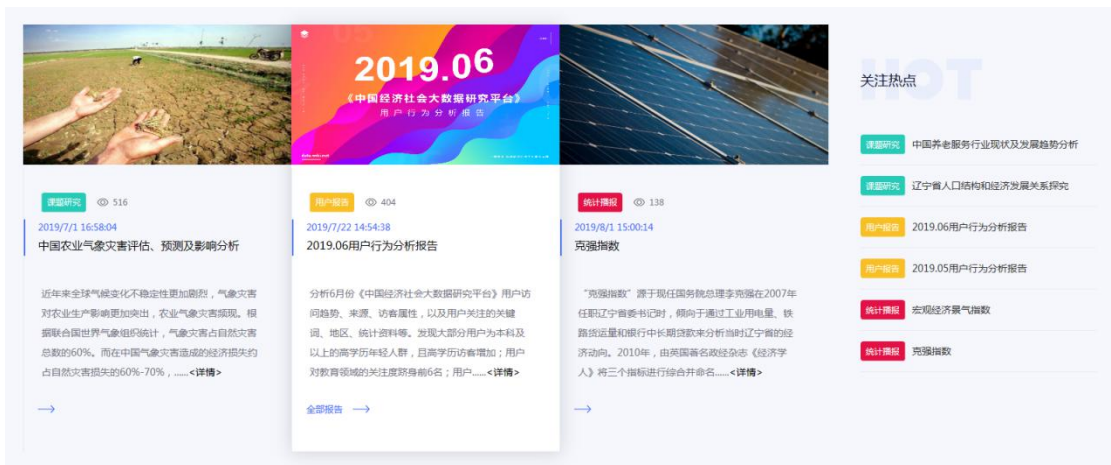 2019.06
《中国经济社会大数据研究平台》
用户行为分析报告
课题研究 516
2019/7/1 16:58:04
中国农业气象灾害评估、预测及影响分析
近年来全球气候变化不稳定性更加剧烈，气象灾害
对农业生产影响更加突出，农业气象灾害频现。根
据联合国世界气象组织统计，气象灾害占自然灾害
总数的60%。而在中国气象灾害造成的经济损失约
占自然灾害损失的60%-70%，......<详情>
用户报告 404
2019/7/22 14:54:38
2019.06用户行为分析报告
分析6月份《中国经济社会大数据研究平台》用户访
问趋势、来源、访客属性，以及用户关注的关键
词、地区、统计资料等。发现大部分用户为本科及
以上的高学历年轻人群，且高学历访客增加；用户
对教育领域的关注度跻身前6名；用户......<详情>
全部报告
统计播报 138
2019/8/1 15:00:14
克强指数
“克强指数”源于现任国务院总理李克强在2007年
任职辽宁省委书记时，倾向于通过工业用电量、铁
路货运量和银行中长期贷款来分析当时辽宁省的经
济动向。2010年，由英国著名政经杂志《经济学
人》将三个指标进行综合并命名......<详情>
HOT
关注热点
课题研究 中国养老服务行业现状及发展趋势分析
课题研究 辽宁省人口结构和经济发展关系探究
用户报告 2019.06用户行为分析报告
用户报告 2019.05用户行为分析报告
统计播报 宏观经济景气指数
统计播报 克强指数